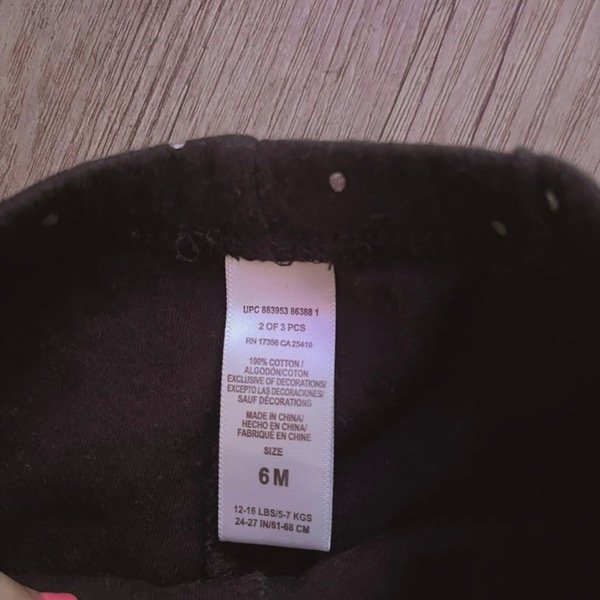 UPC 883953 86388 1
2 OF 3 PCS
RN 17356 CA 25419
100% COTTON /
ALGODÓN/COTON
EXCLUSIVE OF DECORATIONS/
EXCEPTO LAS DECORACIONES/
SAUF DÉCORATIONS
MADE IN CHINA/
HECHO EN CHINA/
FABRIQUÉ EN CHINE
SIZE
6 M
12-16 LBS/5-7 KGS
24-27 IN/61-68 CM